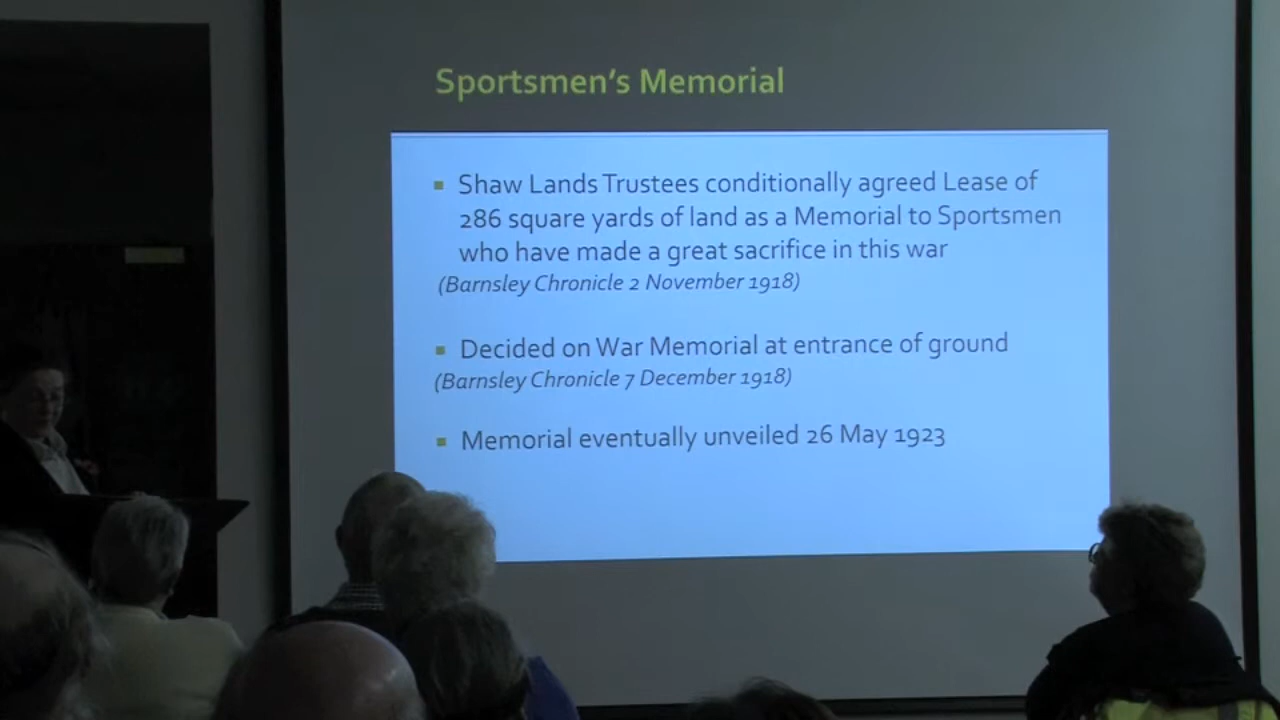 Sportsmen's Memorial
Shaw Lands Trustees conditionally agreed Lease of
286 square yards of land as a Memorial to Sportsmen
who have made a great sacrifice in this war
(Barnsley Chronicle 2 November 1918)
Decided on War Memorial at entrance of ground
(Barnsley Chronicle 7 December 1918)
Memorial eventually unveiled 26 May 1923